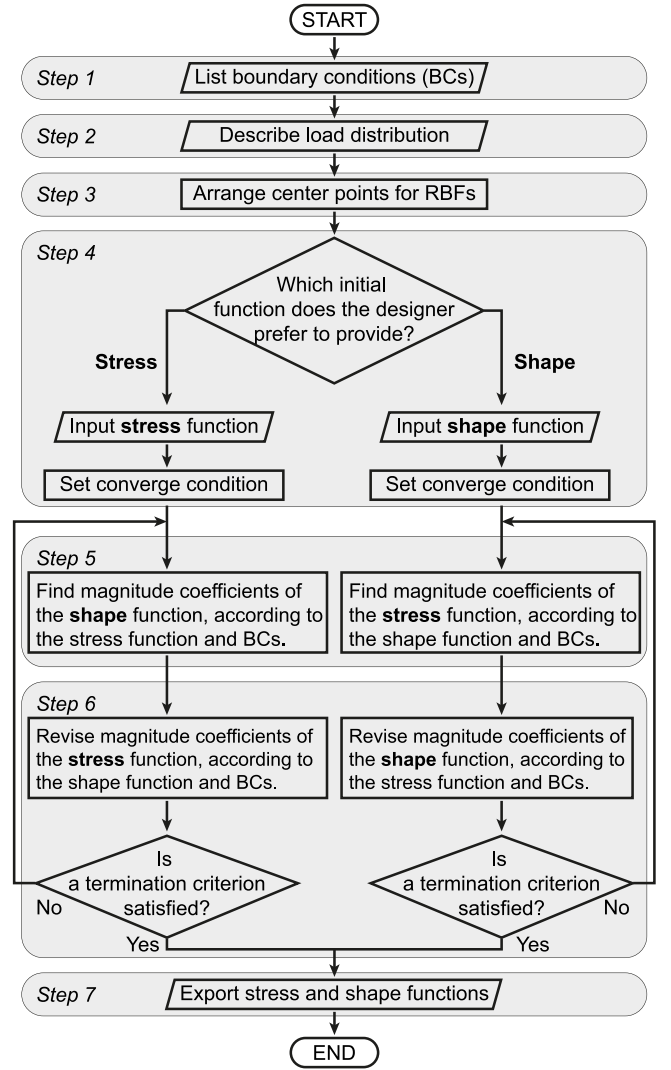 START
Step 1
List boundary conditions (BCs)
Step 2
Describe load distribution
Step 3
Arrange center points for RBFs
Step 4
Which initial
function does the designer
prefer to provide?
Stress
Shape
Input stress function
Input shape function
Set converge condition
Set converge condition
Step 5
Find magnitude coefficients of
the shape function, according to
the stress function and BCs.
Find magnitude coefficients of
the stress function, according to
the shape function and BCs.
Step 6
Revise magnitude coefficients of
the stress function, according to
the shape function and BCs.
Revise magnitude coefficients of
the shape function, according to
the stress function and BCs.
Is
a termination criterion
satisfied?
No
Yes
Is
a termination criterion
satisfied?
No
Yes
Step 7
Export stress and shape functions
END